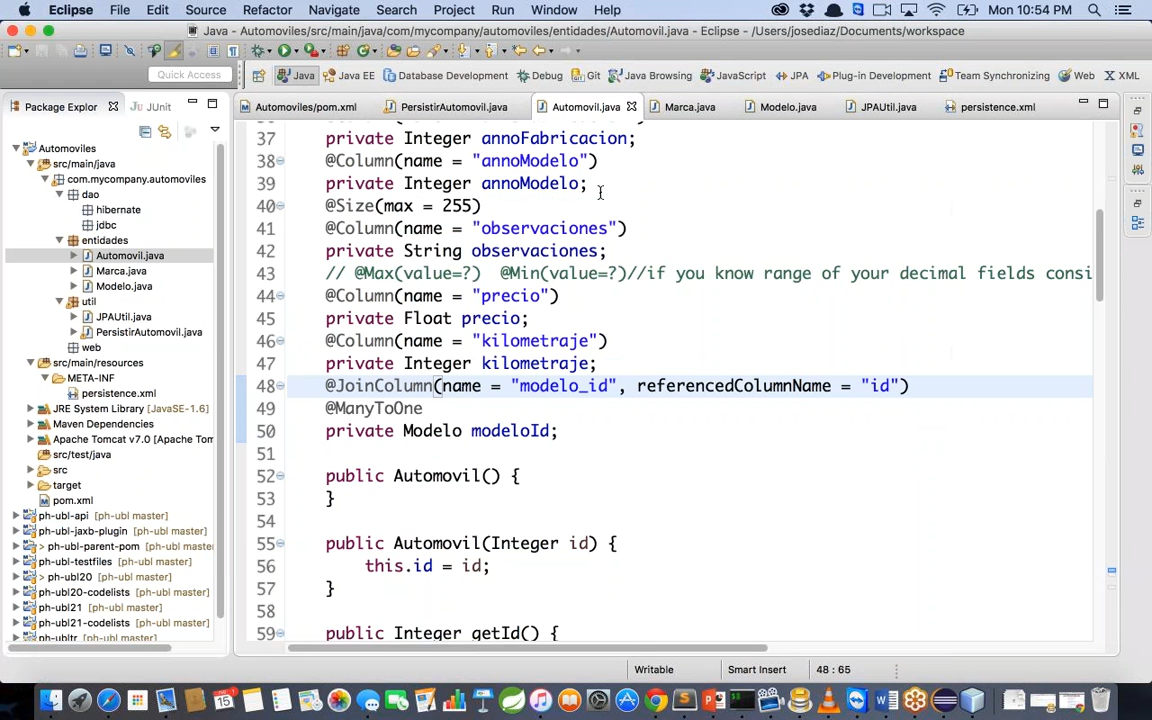 Eclipse File Edit Source Refactor Navigate Search Project Run Window Help Mon 10:54 PM
Java - Automoviles/src/main/java/com/mycompany/automoviles/entidades/Automovil.java - Eclipse - /Users/josediaz/Documents/workspace
Quick Access Java Java EE Database Development Debug Git Java Browsing JavaScript JPA Plug-in Development Team Synchronizing Web XML
Package Explor JUnit
Automoviles/pom.xml PersistirAutomovil.java Automovil.java Marca.java Modelo.java JPAUtil.java persistence.xml
Automoviles
src/main/java
com.mycompany.automoviles
dao
hibernate
jdbc
entidades
Automovil.java
Marca.java
Modelo.java
util
JPAUtil.java
PersistirAutomovil.java
web
src/main/resources
META-INF
persistence.xml
JRE System Library [JavaSE-1.6]
Maven Dependencies
Apache Tomcat v7.0 [Apache Tom
src/test/java
src
target
pom.xml
ph-ubl-api [ph-ubl master]
ph-ubl-jaxb-plugin [ph-ubl master]
> ph-ubl-parent-pom [ph-ubl master]
ph-ubl-testfiles [ph-ubl master]
> ph-ubl20 [ph-ubl master]
ph-ubl20-codelists [ph-ubl master]
ph-ubl21 [ph-ubl master]
ph-ubl21-codelists [ph-ubl master]
ph-ubltr [ph-ubl master]
37 private Integer annoFabricacion;
38 @Column(name = "annoModelo")
39 private Integer annoModelo;
40 @Size(max = 255)
41 @Column(name = "observaciones")
42 private String observaciones;
43 // @Max(value=?) @Min(value=?)//if you know range of your decimal fields consi
44 @Column(name = "precio")
45 private Float precio;
46 @Column(name = "kilometraje")
47 private Integer kilometraje;
48 @JoinColumn(name = "modelo_id", referencedColumnName = "id")
49 @ManyToOne
50 private Modelo modeloId;
51
52 public Automovil() {
53 }
54
55 public Automovil(Integer id) {
56 this.id = id;
57 }
58
59 public Integer getId() {
Writable Smart Insert 48 : 65